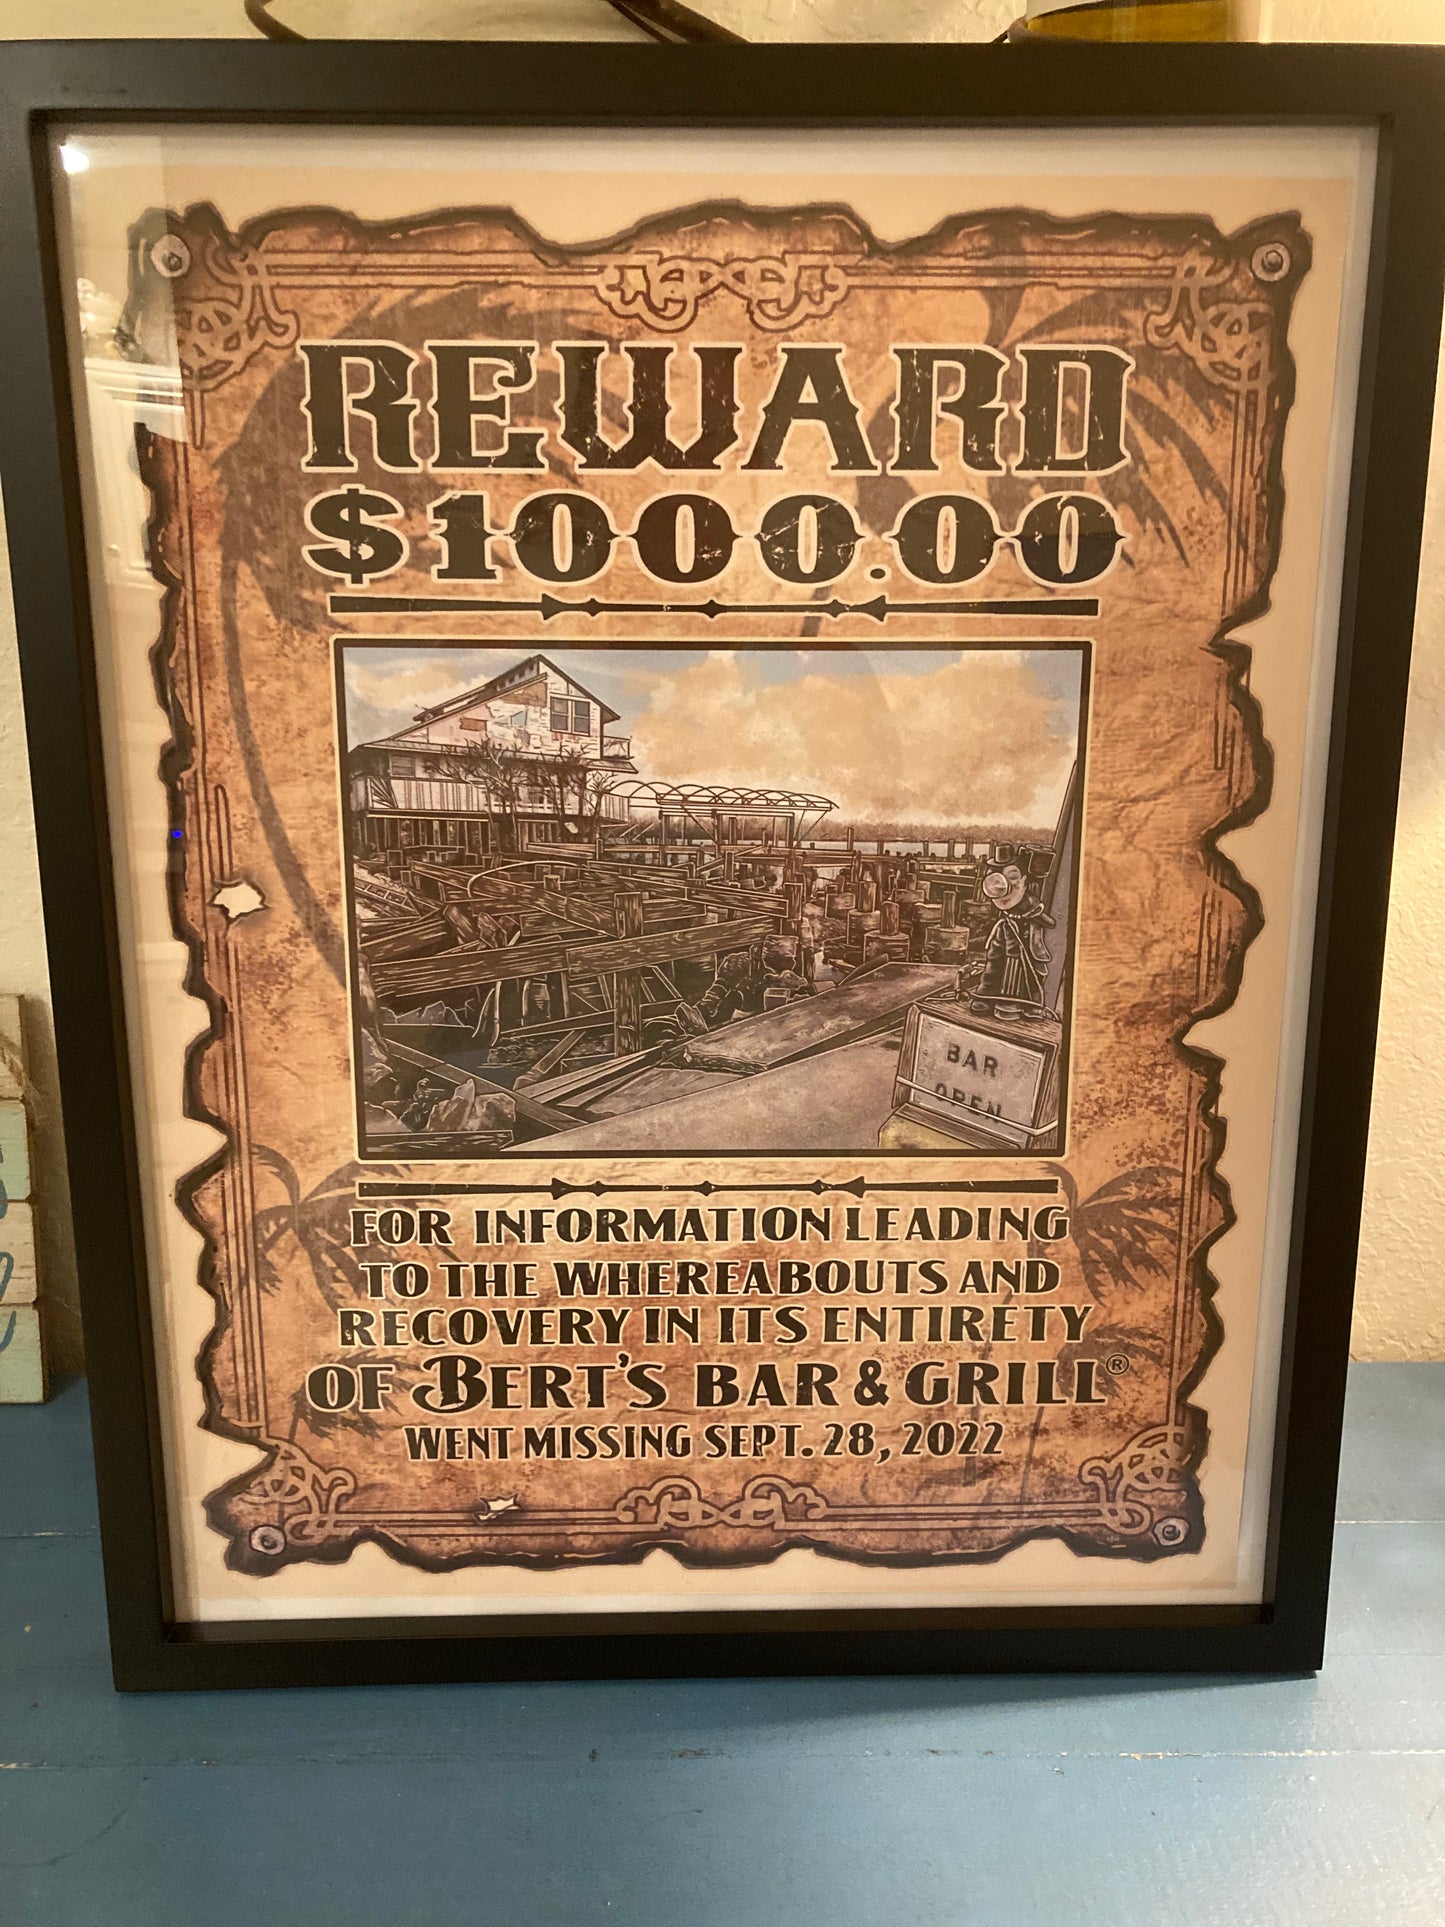 REWARD
$1000.00
BAR
OPEN
FOR INFORMATION LEADING
TO THE WHEREABOUTS AND
RECOVERY IN ITS ENTIRETY
OF BERT'S BAR & GRILL®
WENT MISSING SEPT. 28, 2022